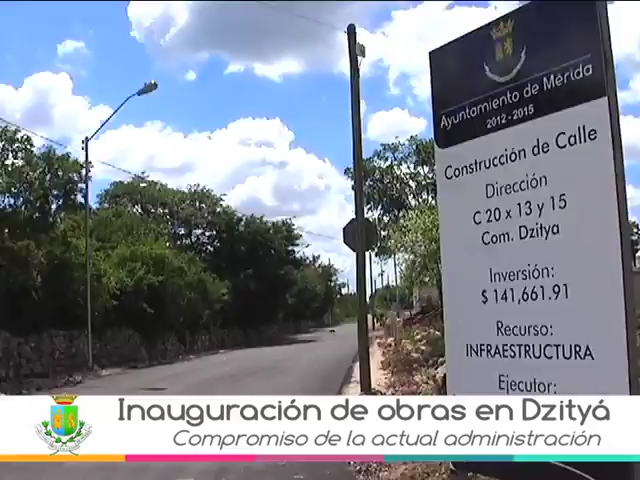 Ayuntamiento de Mérida
2012 - 2015
Construcción de Calle
Dirección
C 20 x 13 y 15
Com. Dzitya
Inversión:
$ 141,661.91
Recurso:
INFRAESTRUCTURA
Ejecutor:
Inauguración de obras en Dzityá
Compromiso de la actual administración